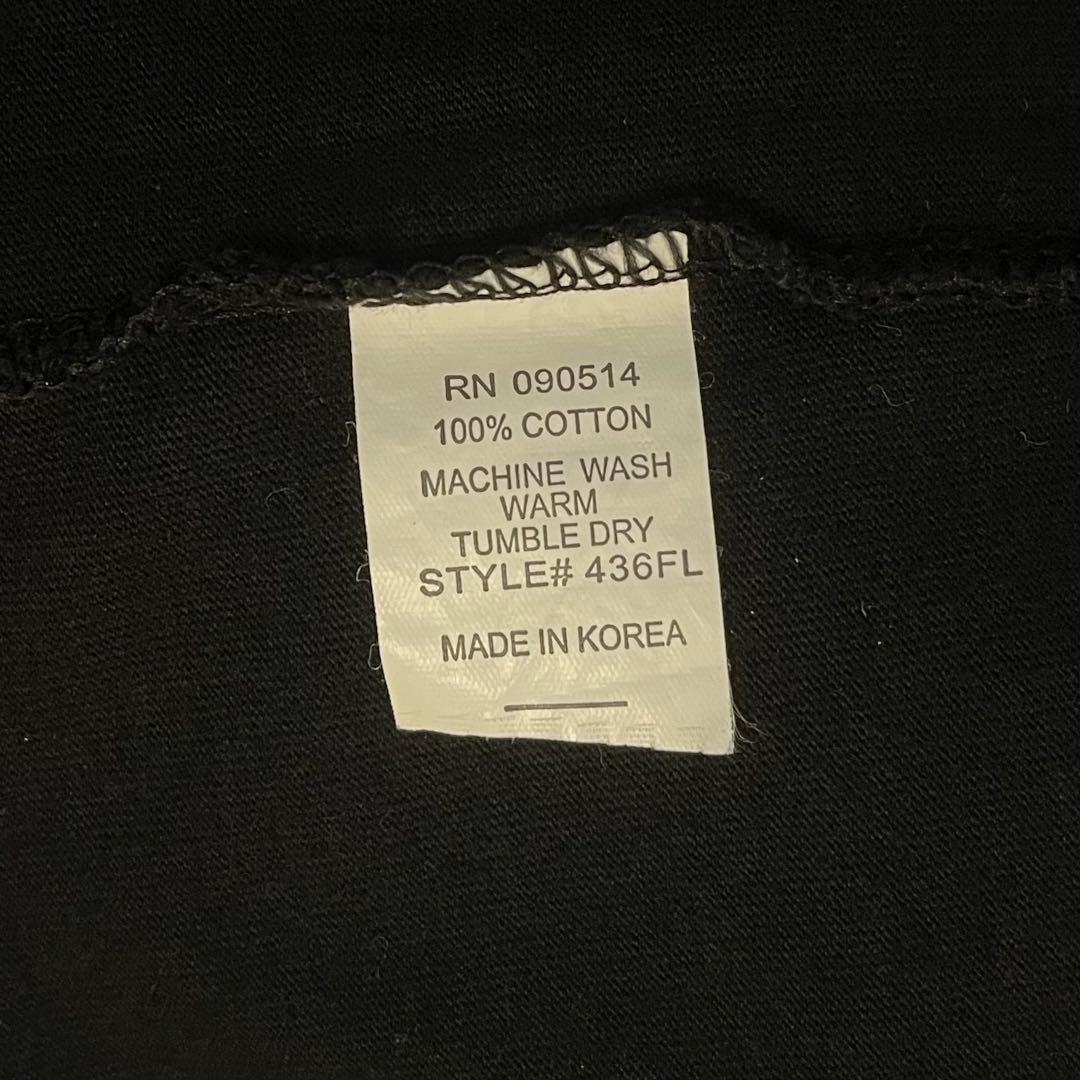 RN 090514
100% COTTON
MACHINE WASH
WARM
TUMBLE DRY
STYLE# 436FL
MADE IN KOREA